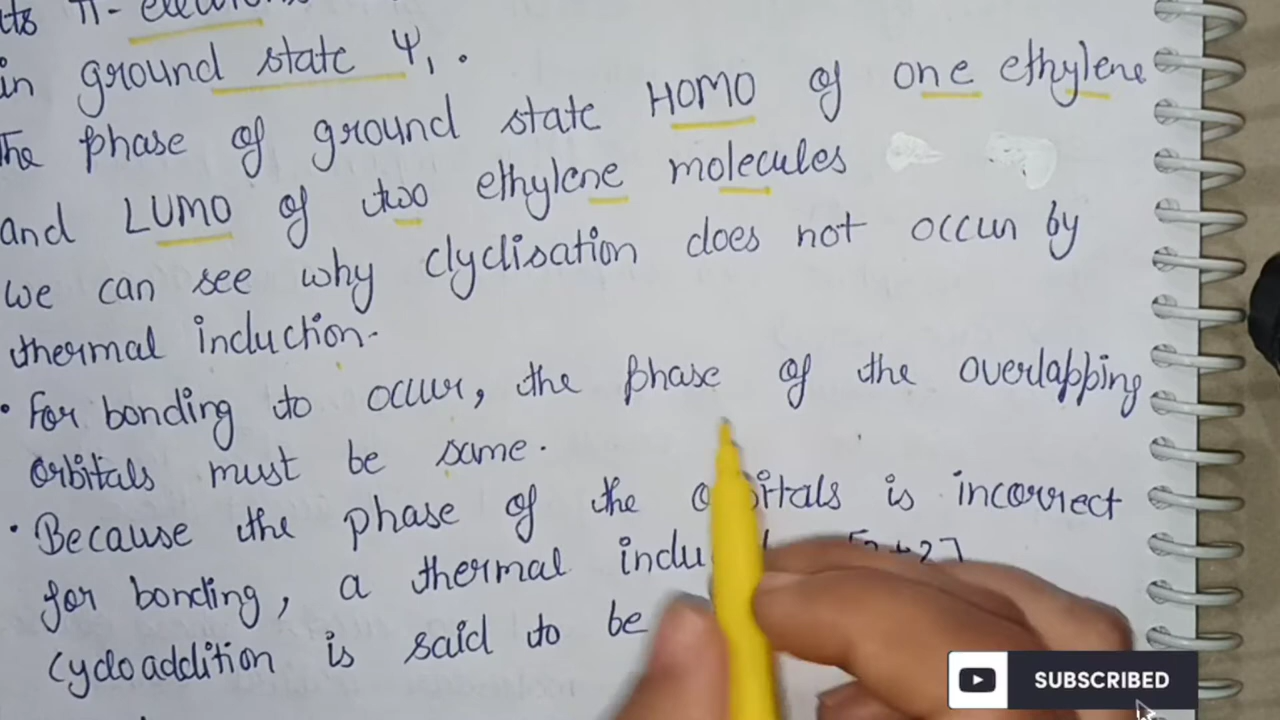 its π- electrons
in ground state Ψ₁.
The phase of ground state HOMO of one ethylene
and LUMO of two ethylene molecules
we can see why clyclisation does not occur by
thermal induction.
• For bonding to occur, the phase of the overlapping
orbitals must be same.
• Because the phase of the orbitals is incorrect
for bonding, a thermal [2+2]
cycloaddition is said to be
SUBSCRIBED